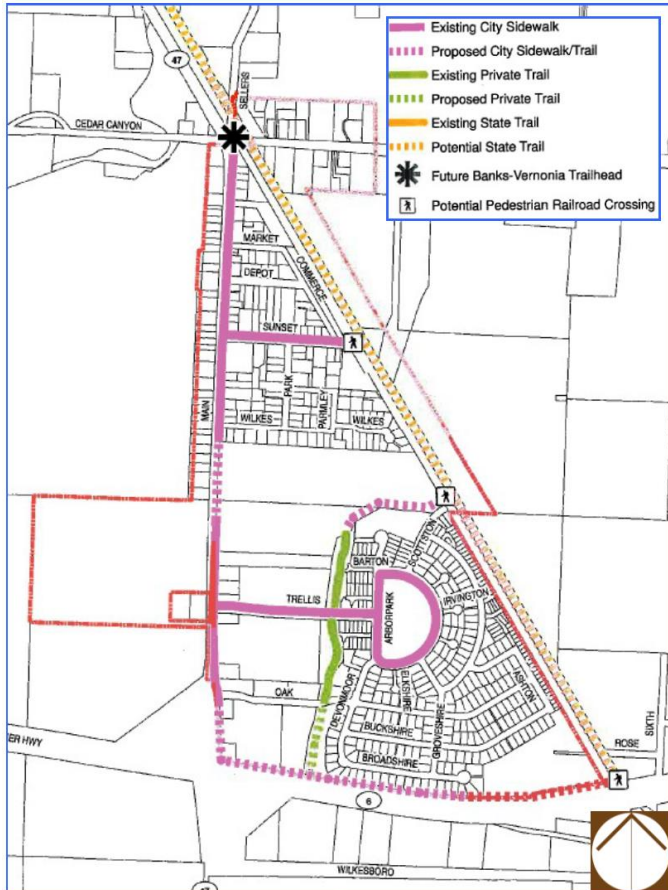 Existing City Sidewalk
Proposed City Sidewalk/Trail
Existing Private Trail
Proposed Private Trail
Existing State Trail
Potential State Trail
Future Banks-Vernonia Trailhead
Potential Pedestrian Railroad Crossing
47
SELLERS
CEDAR CANYON
MARKET
DEPOT
COMMERCE
SUNSET
PARK
PARMLEY
MAIN
WILKES
WILKES
SCOTTSTON
BARTON
TRELLIS
ARBORPARK
IRVINGTON
OAK
DEVONMOOR
ELKSHIRE
ASHTON
GROVESHIRE
BUCKSHIRE
BROADSHIRE
SIXTH
ROSE
ER HWY
6
WILKESBORO